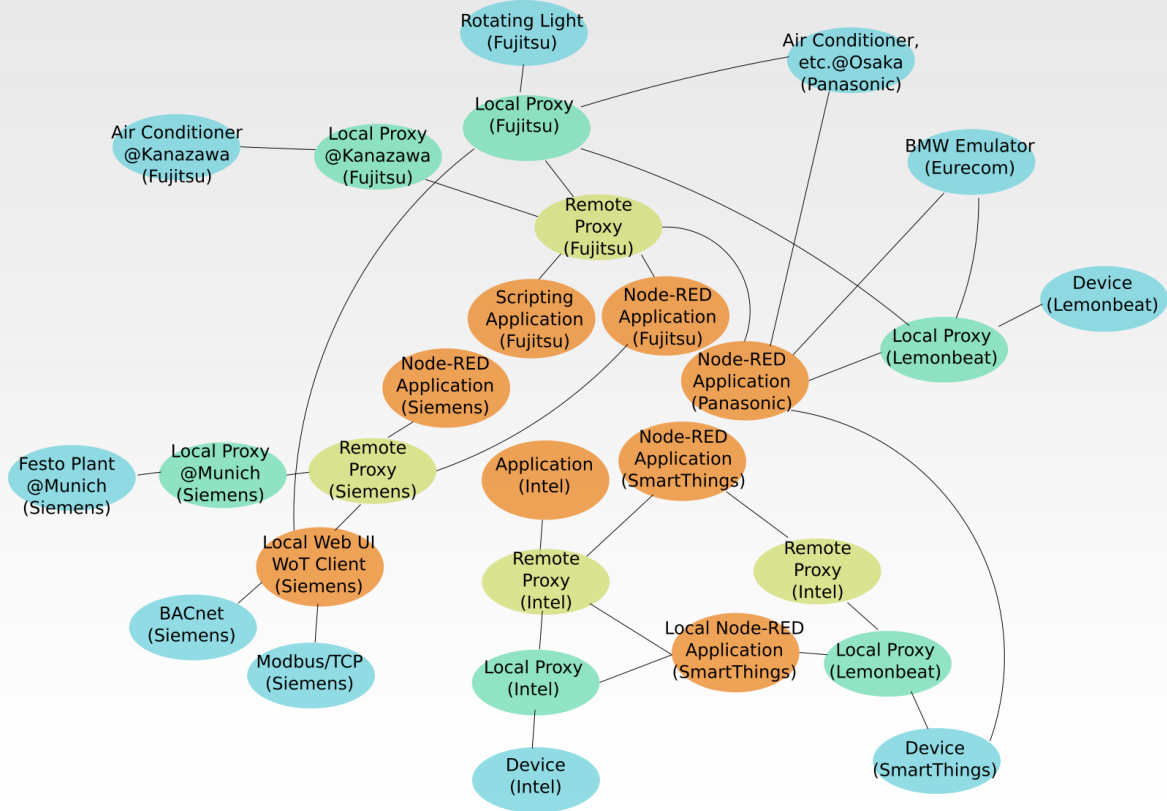 Rotating Light
(Fujitsu)
Air Conditioner,
etc.@Osaka
(Panasonic)
Local Proxy
(Fujitsu)
Air Conditioner
@Kanazawa
(Fujitsu)
Local Proxy
@Kanazawa
(Fujitsu)
BMW Emulator
(Eurecom)
Remote
Proxy
(Fujitsu)
Device
(Lemonbeat)
Scripting
Application
(Fujitsu)
Node-RED
Application
(Fujitsu)
Local Proxy
(Lemonbeat)
Node-RED
Application
(Siemens)
Node-RED
Application
(Panasonic)
Festo Plant
@Munich
(Siemens)
Local Proxy
@Munich
(Siemens)
Remote
Proxy
(Siemens)
Application
(Intel)
Node-RED
Application
(SmartThings)
Local Web UI
WoT Client
(Siemens)
Remote
Proxy
(Intel)
Remote
Proxy
(Intel)
BACnet
(Siemens)
Modbus/TCP
(Siemens)
Local Proxy
(Intel)
Local Node-RED
Application
(SmartThings)
Local Proxy
(Lemonbeat)
Device
(Intel)
Device
(SmartThings)